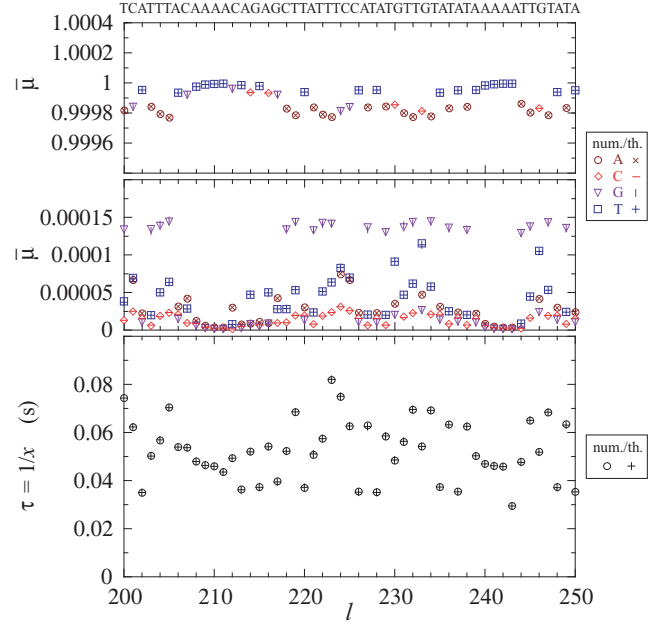 TCATTTACAAAACAGAGCTTATTTCCATATGTTGTATATAAAAATTGTATA
1.0004
1.0002
1
0.9998
0.9996
μ
num./th.
A
C
G
T
0.00015
0.0001
0.00005
0
μ
0.08
0.06
0.04
0.02
0
τ = 1/x (s)
num./th.
200
210
220
230
240
250
l